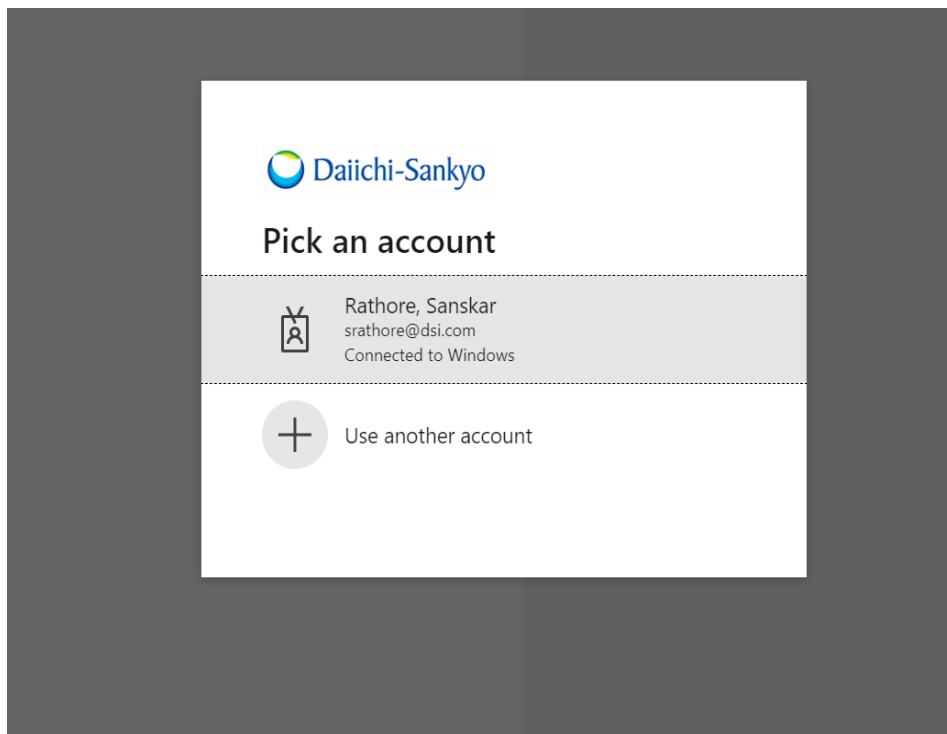 Daiichi-Sankyo
Pick an account
Rathore, Sanskar
srathore@dsi.com
Connected to Windows
Use another account